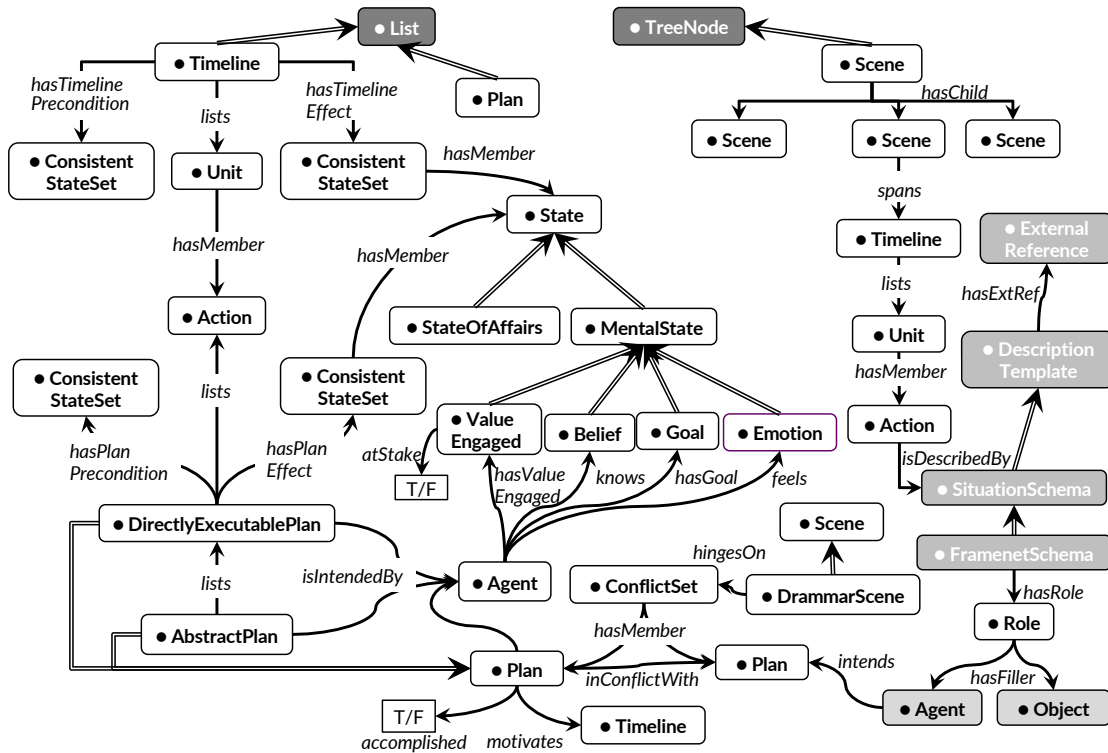 ● List
● TreeNode
● Timeline
● Scene
hasTimeline
Precondition
lists
hasTimeline
Effect
● Plan
hasChild
● Consistent
StateSet
● Unit
● Consistent
StateSet
hasMember
● Scene
● Scene
● Scene
spans
● State
hasMember
hasMember
● Timeline
● External
Reference
lists
hasExtRef
● Action
● StateOfAffairs
● MentalState
● Unit
● Description
Template
hasMember
● Consistent
StateSet
lists
● Consistent
StateSet
● Value
Engaged
● Belief
● Goal
● Emotion
● Action
hasPlan
Precondition
hasPlan
Effect
atStake
T/F
hasValue
Engaged
knows
hasGoal
feels
isDescribedBy
● SituationSchema
● DirectlyExecutablePlan
● Scene
hingesOn
● FramenetSchema
lists
isIntendedBy
● Agent
● ConflictSet
● DrammarScene
hasRole
● AbstractPlan
hasMember
● Role
● Plan
inConflictWith
● Plan
intends
hasFiller
T/F
accomplished
motivates
● Timeline
● Agent
● Object